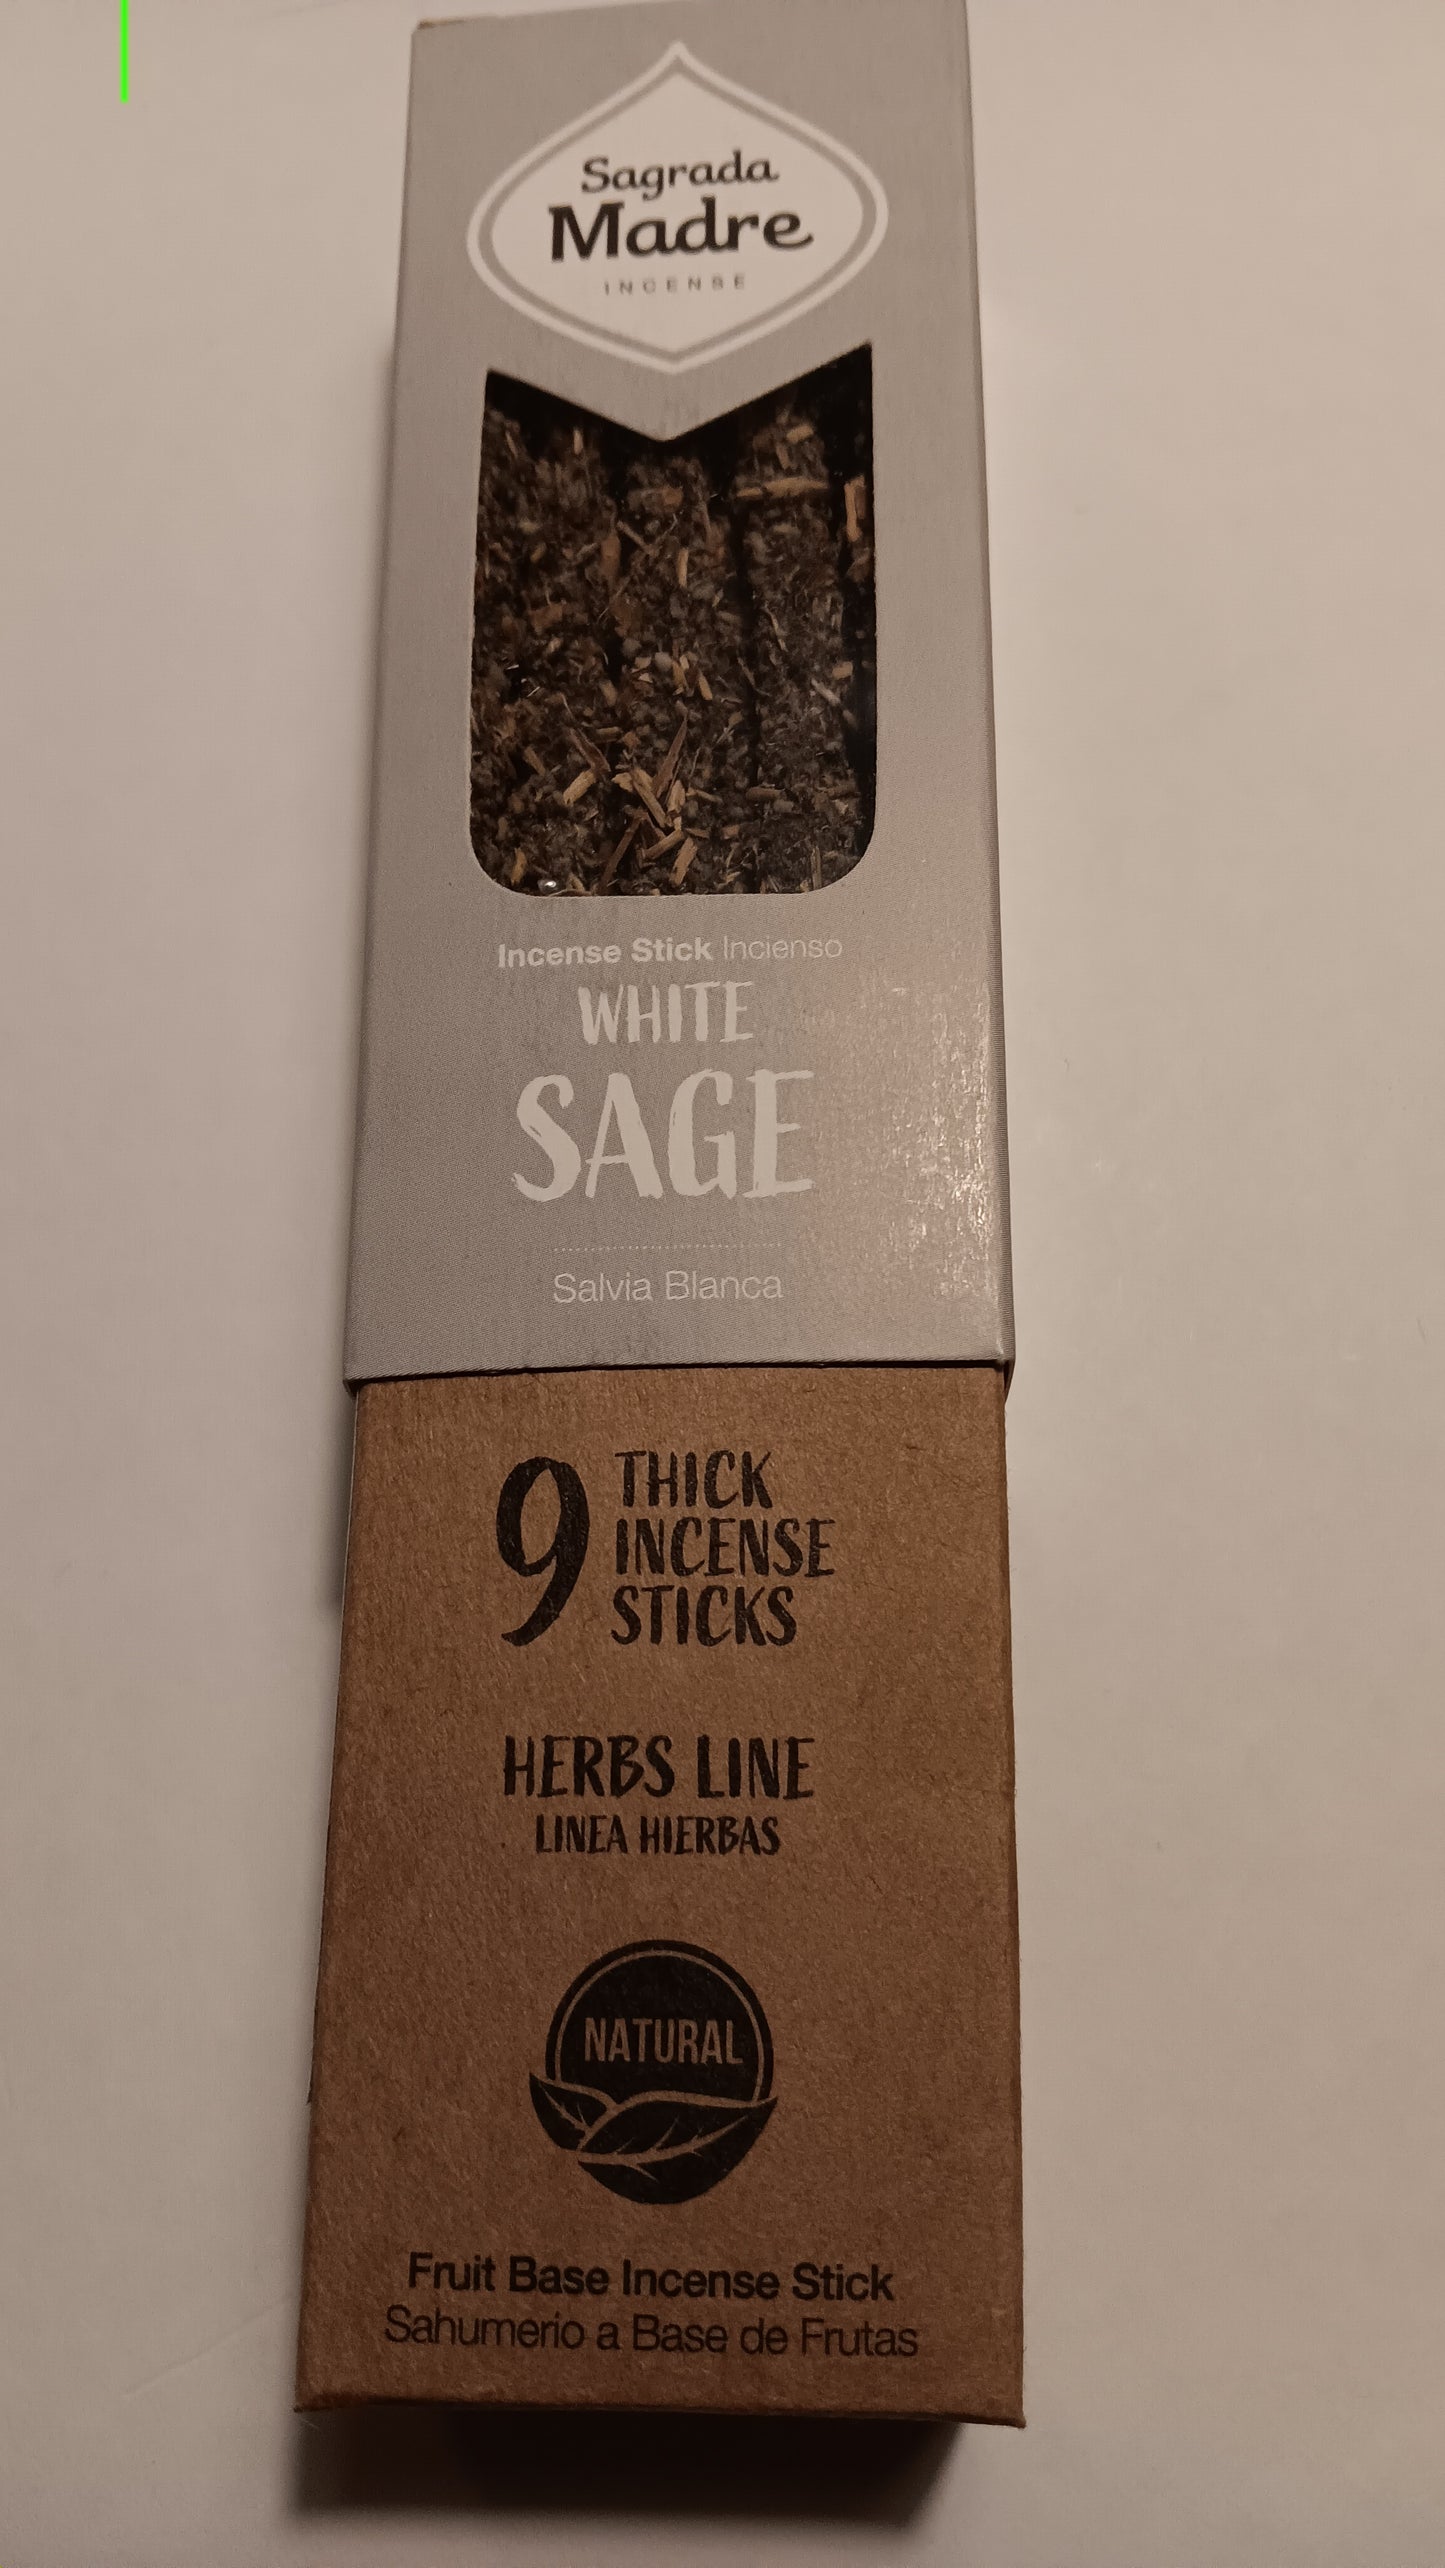 Sagrada
Madre
INCENSE
Incense Stick Incienso
WHITE
SAGE
Salvia Blanca
9 THICK
INCENSE
STICKS
HERBS LINE
LINEA HIERBAS
NATURAL
Fruit Base Incense Stick
Sahumerio a Base de Frutas